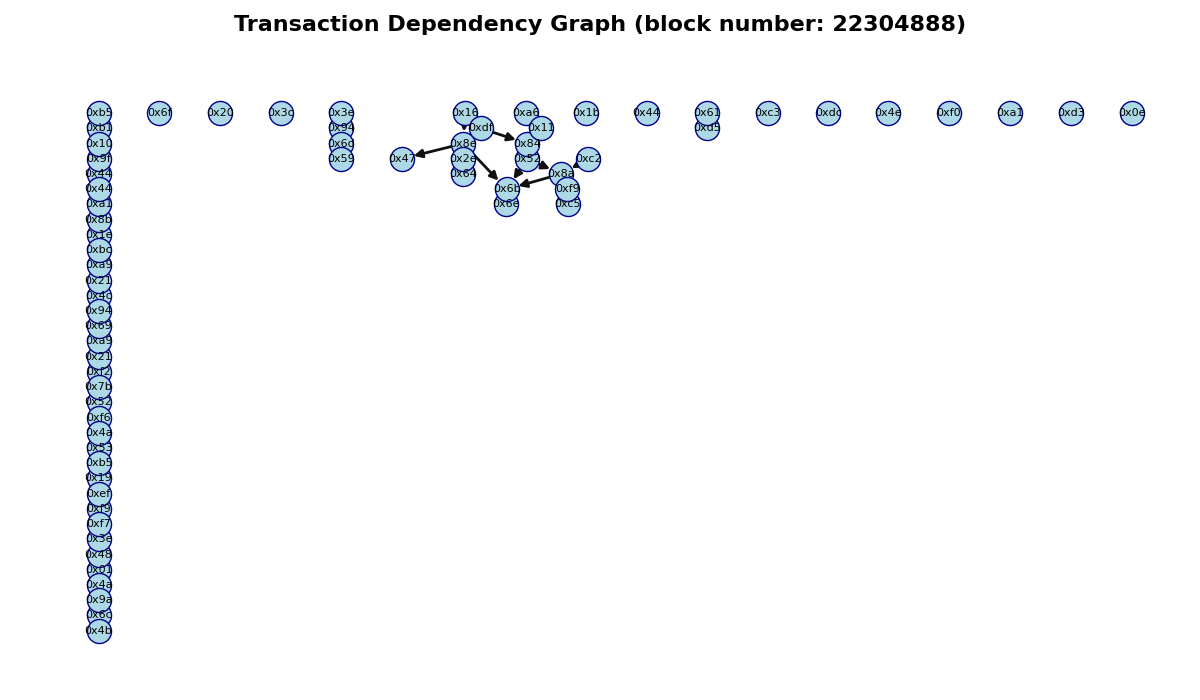 Transaction Dependency Graph (block number: 22304888)
0xb5 0x6f 0x20 0x3c 0x3e 0x16 0xa6 0x1b 0x44 0x61 0xc3 0xdc 0x4e 0xf0 0xa1 0xd3 0x0e
0xb1 0x94 0xdf 0x11 0xd5
0x10 0x6d 0x8e 0x84
0x9f 0x59 0x47 0x2e 0x52 0xc2
0x44 0x64 0x8a
0x44 0x6b 0xf9
0xa1 0x6e 0xc5
0x8b
0x1e
0xbc
0xa9
0x21
0x4c
0x94
0x69
0xa9
0x21
0xf2
0x7b
0x52
0xf6
0x4a
0x53
0xb5
0x19
0xef
0xf9
0xf7
0x3e
0x48
0x01
0x4a
0x9a
0x6c
0x4b